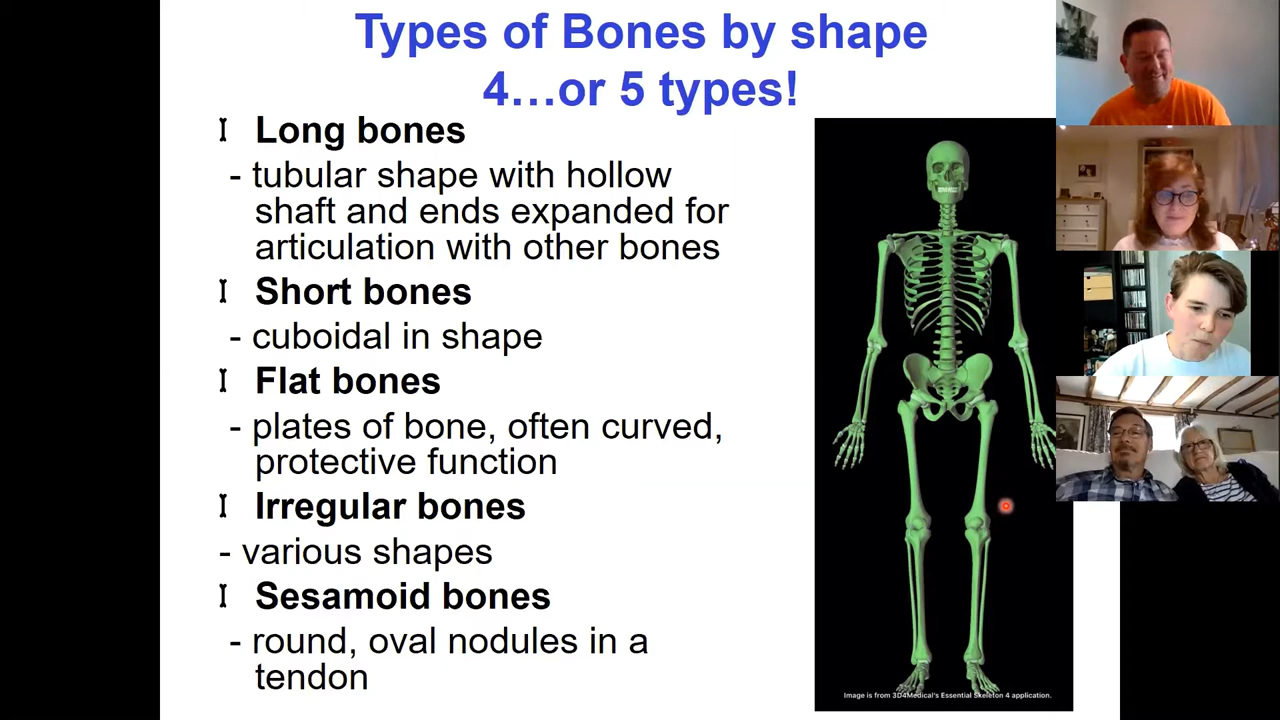 Types of Bones by shape
4…or 5 types!
Long bones
- tubular shape with hollow
shaft and ends expanded for
articulation with other bones
Short bones
- cuboidal in shape
Flat bones
- plates of bone, often curved,
protective function
Irregular bones
- various shapes
Sesamoid bones
- round, oval nodules in a
tendon
Image is from 3D4Medical's Essential Skeleton 4 application.